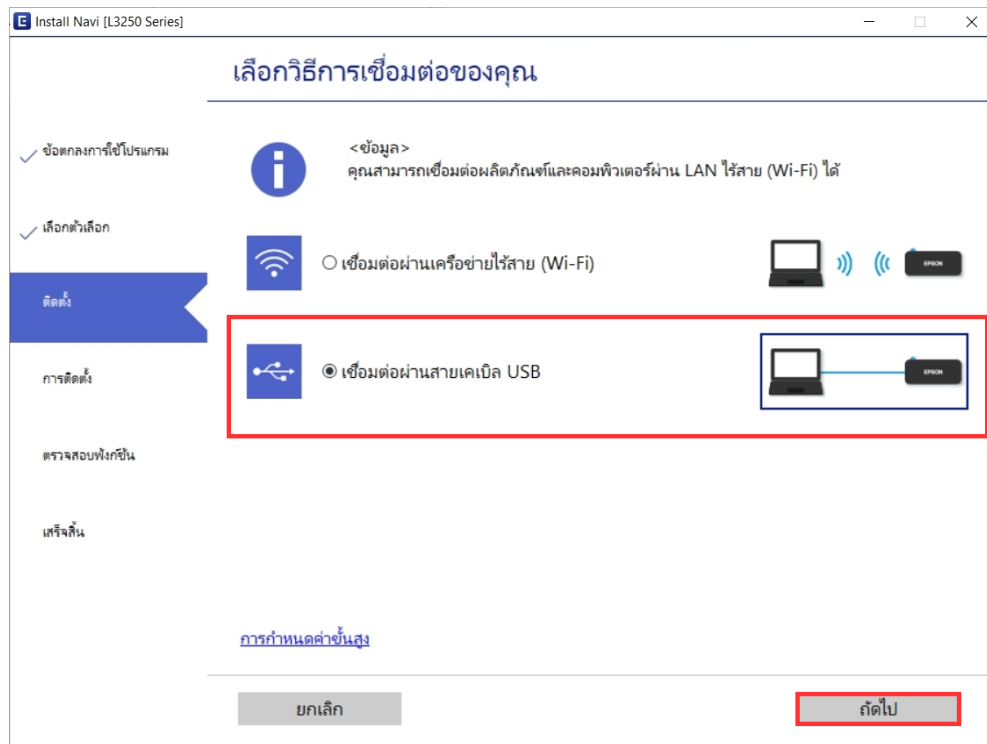 Install Navi [L3250 Series]
เลือกวิธีการเชื่อมต่อของคุณ
ข้อตกลงการใช้โปรแกรม
เลือกตัวเลือก
ติดตั้ง
การติดตั้ง
ตรวจสอบฟังก์ชัน
เสร็จสิ้น
<ข้อมูล>
คุณสามารถเชื่อมต่อผลิตภัณฑ์และคอมพิวเตอร์ผ่าน LAN ไร้สาย (Wi-Fi) ได้
เชื่อมต่อผ่านเครือข่ายไร้สาย (Wi-Fi)
EPSON
เชื่อมต่อผ่านสายเคเบิล USB
EPSON
การกำหนดค่าขั้นสูง
ยกเลิก
ถัดไป